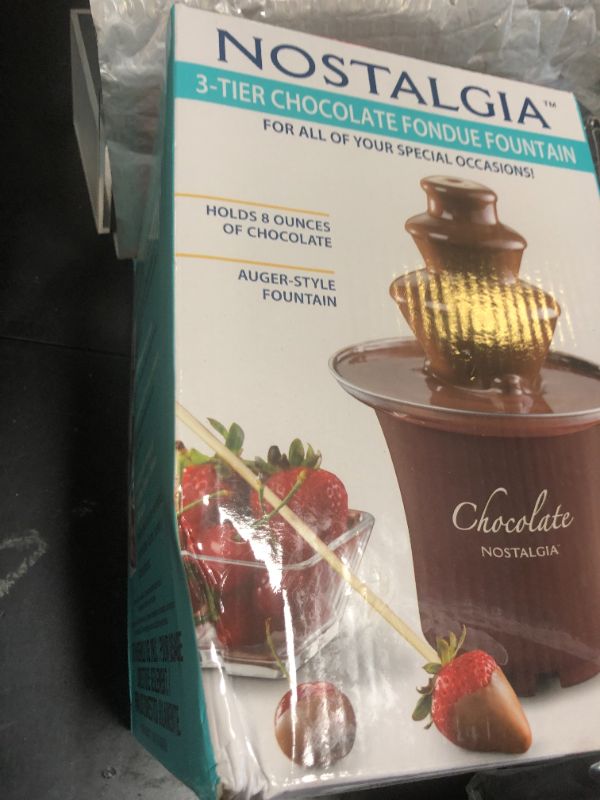 NOSTALGIA™
3-TIER CHOCOLATE FONDUE FOUNTAIN
FOR ALL OF YOUR SPECIAL OCCASIONS!
HOLDS 8 OUNCES
OF CHOCOLATE
AUGER-STYLE
FOUNTAIN
Chocolate
NOSTALGIA™